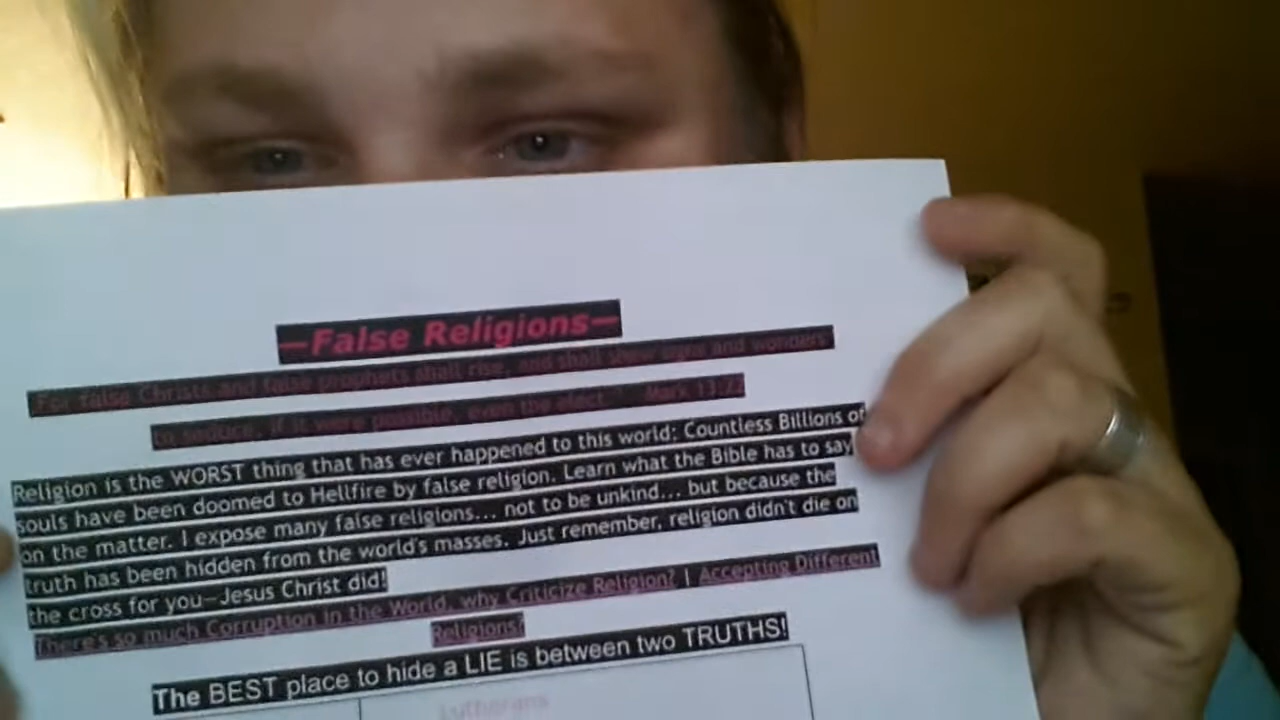 —False Religions—
"For false Christs and false prophets shall rise, and shall shew signs and wonders,
to seduce, if it were possible, even the elect." Mark 13:22
Religion is the WORST thing that has ever happened to this world: Countless Billions of
souls have been doomed to Hellfire by false religion. Learn what the Bible has to say
on the matter. I expose many false religions... not to be unkind... but because the
truth has been hidden from the world's masses. Just remember, religion didn't die on
the cross for you—Jesus Christ did!
There's so much Corruption in the World, why Criticize Religion? | Accepting Different
Religions?
The BEST place to hide a LIE is between two TRUTHS!
Lutherans